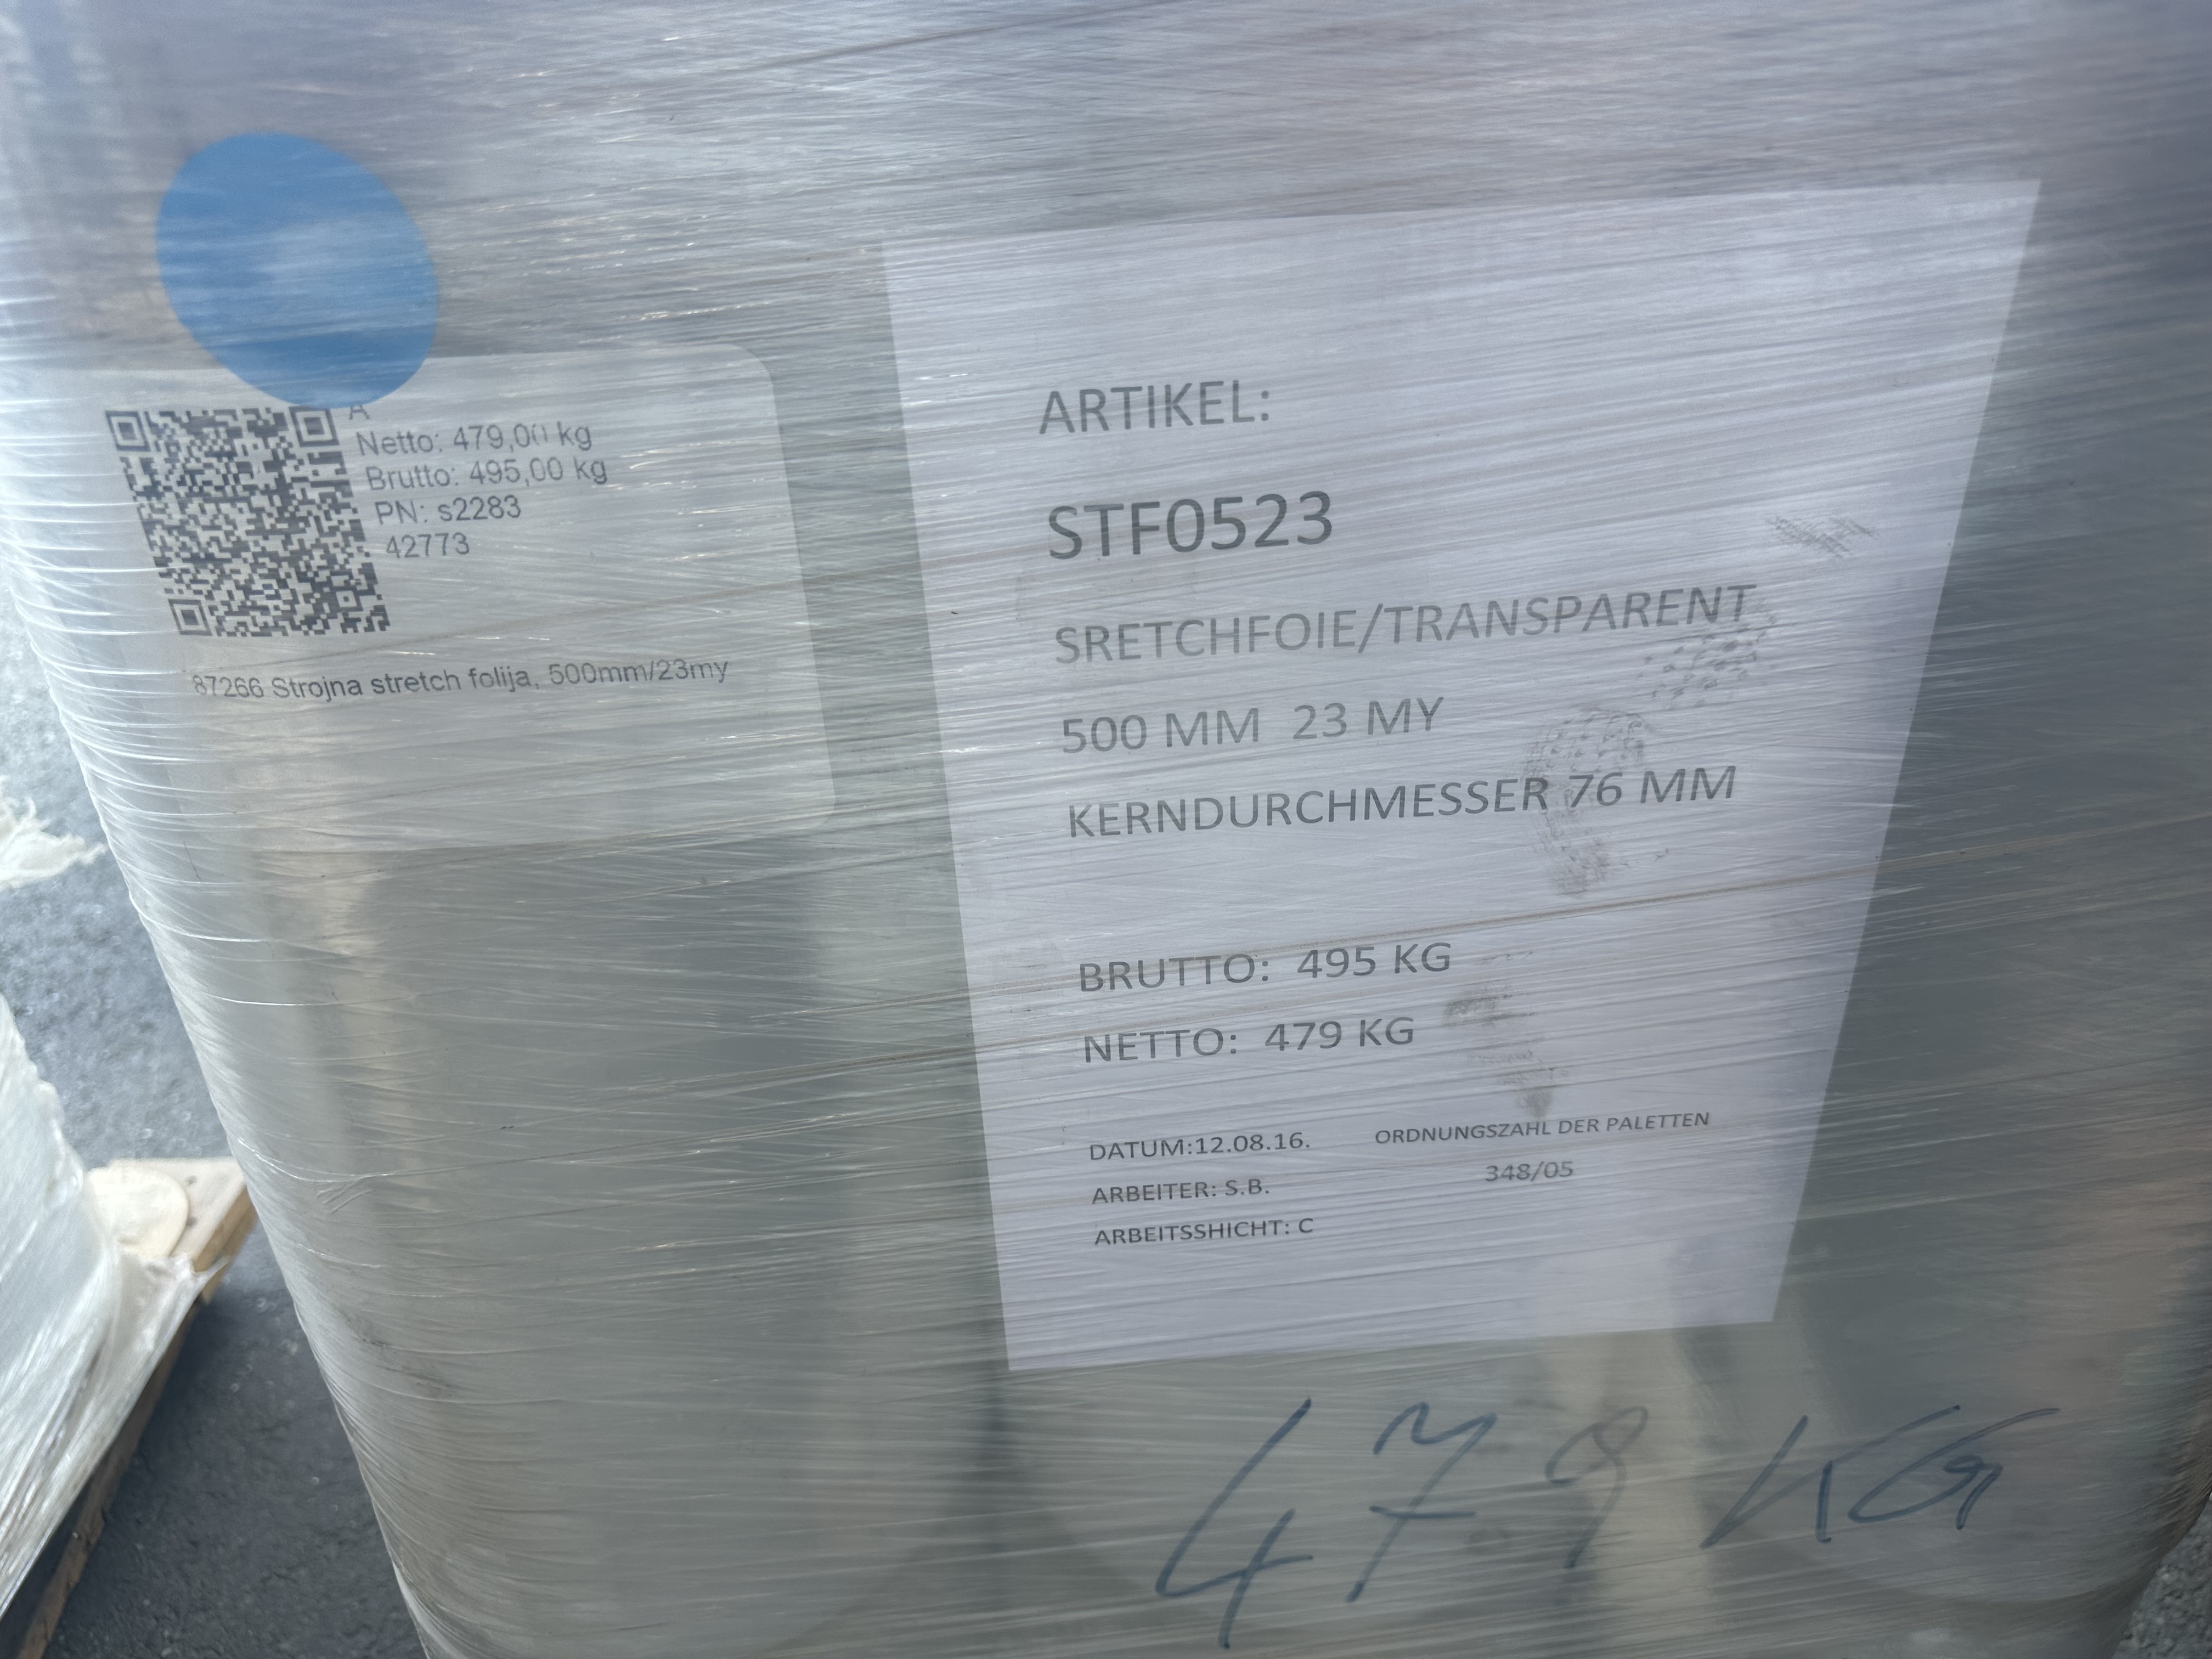 A
Netto: 479,00 kg
Brutto: 495,00 kg
PN: s2283
42773
87266 Strojna stretch folija, 500mm/23my
ARTIKEL:
STF0523
SRETCHFOIE/TRANSPARENT
500 MM 23 MY
KERNDURCHMESSER 76 MM
BRUTTO: 495 KG
NETTO: 479 KG
DATUM:12.08.16. ORDNUNGSZAHL DER PALETTEN
348/05
ARBEITER: S.B.
ARBEITSSHICHT: C
479 KG